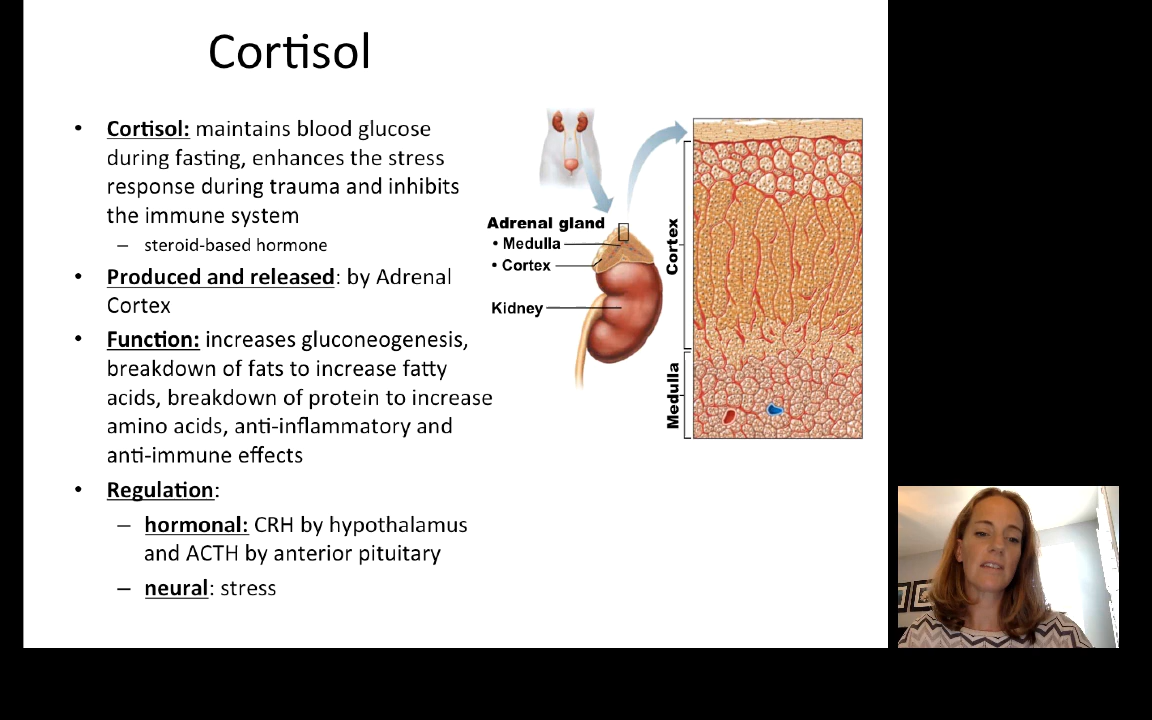 Cortisol
• Cortisol: maintains blood glucose
during fasting, enhances the stress
response during trauma and inhibits
the immune system
– steroid-based hormone
• Produced and released: by Adrenal
Cortex
• Function: increases gluconeogenesis,
breakdown of fats to increase fatty
acids, breakdown of protein to increase
amino acids, anti-inflammatory and
anti-immune effects
• Regulation:
– hormonal: CRH by hypothalamus
and ACTH by anterior pituitary
– neural: stress
Adrenal gland
• Medulla
• Cortex
Kidney
Cortex
Medulla